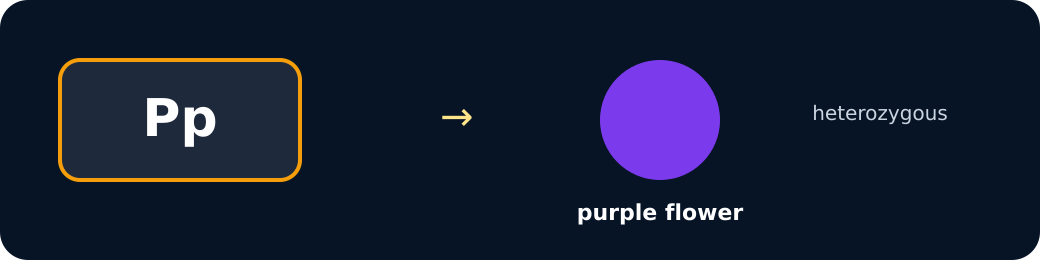 Pp
→
heterozygous
purple flower